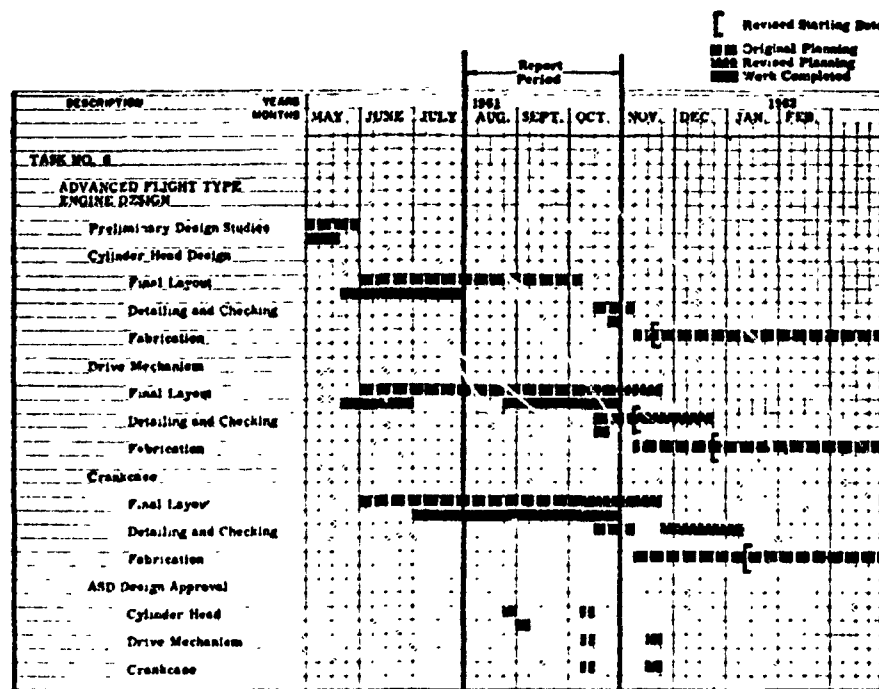 Revised Starting Date
Original Planning
Revised Planning
Work Completed
Report
Period
DESCRIPTION
YEARS
MONTHS
1961
1962
MAY. JUNE JULY AUG. SEPT. OCT. NOV. DEC. JAN. FEB.
TASK NO. 6
ADVANCED FLIGHT TYPE
ENGINE DESIGN
Preliminary Design Studies
Cylinder Head Design
Final Layout
Detailing and Checking
Fabrication
Drive Mechanism
Final Layout
Detailing and Checking
Fabrication
Crankcase
Final Layout
Detailing and Checking
Fabrication
ASD Design Approval
Cylinder Head
Drive Mechanism
Crankcase